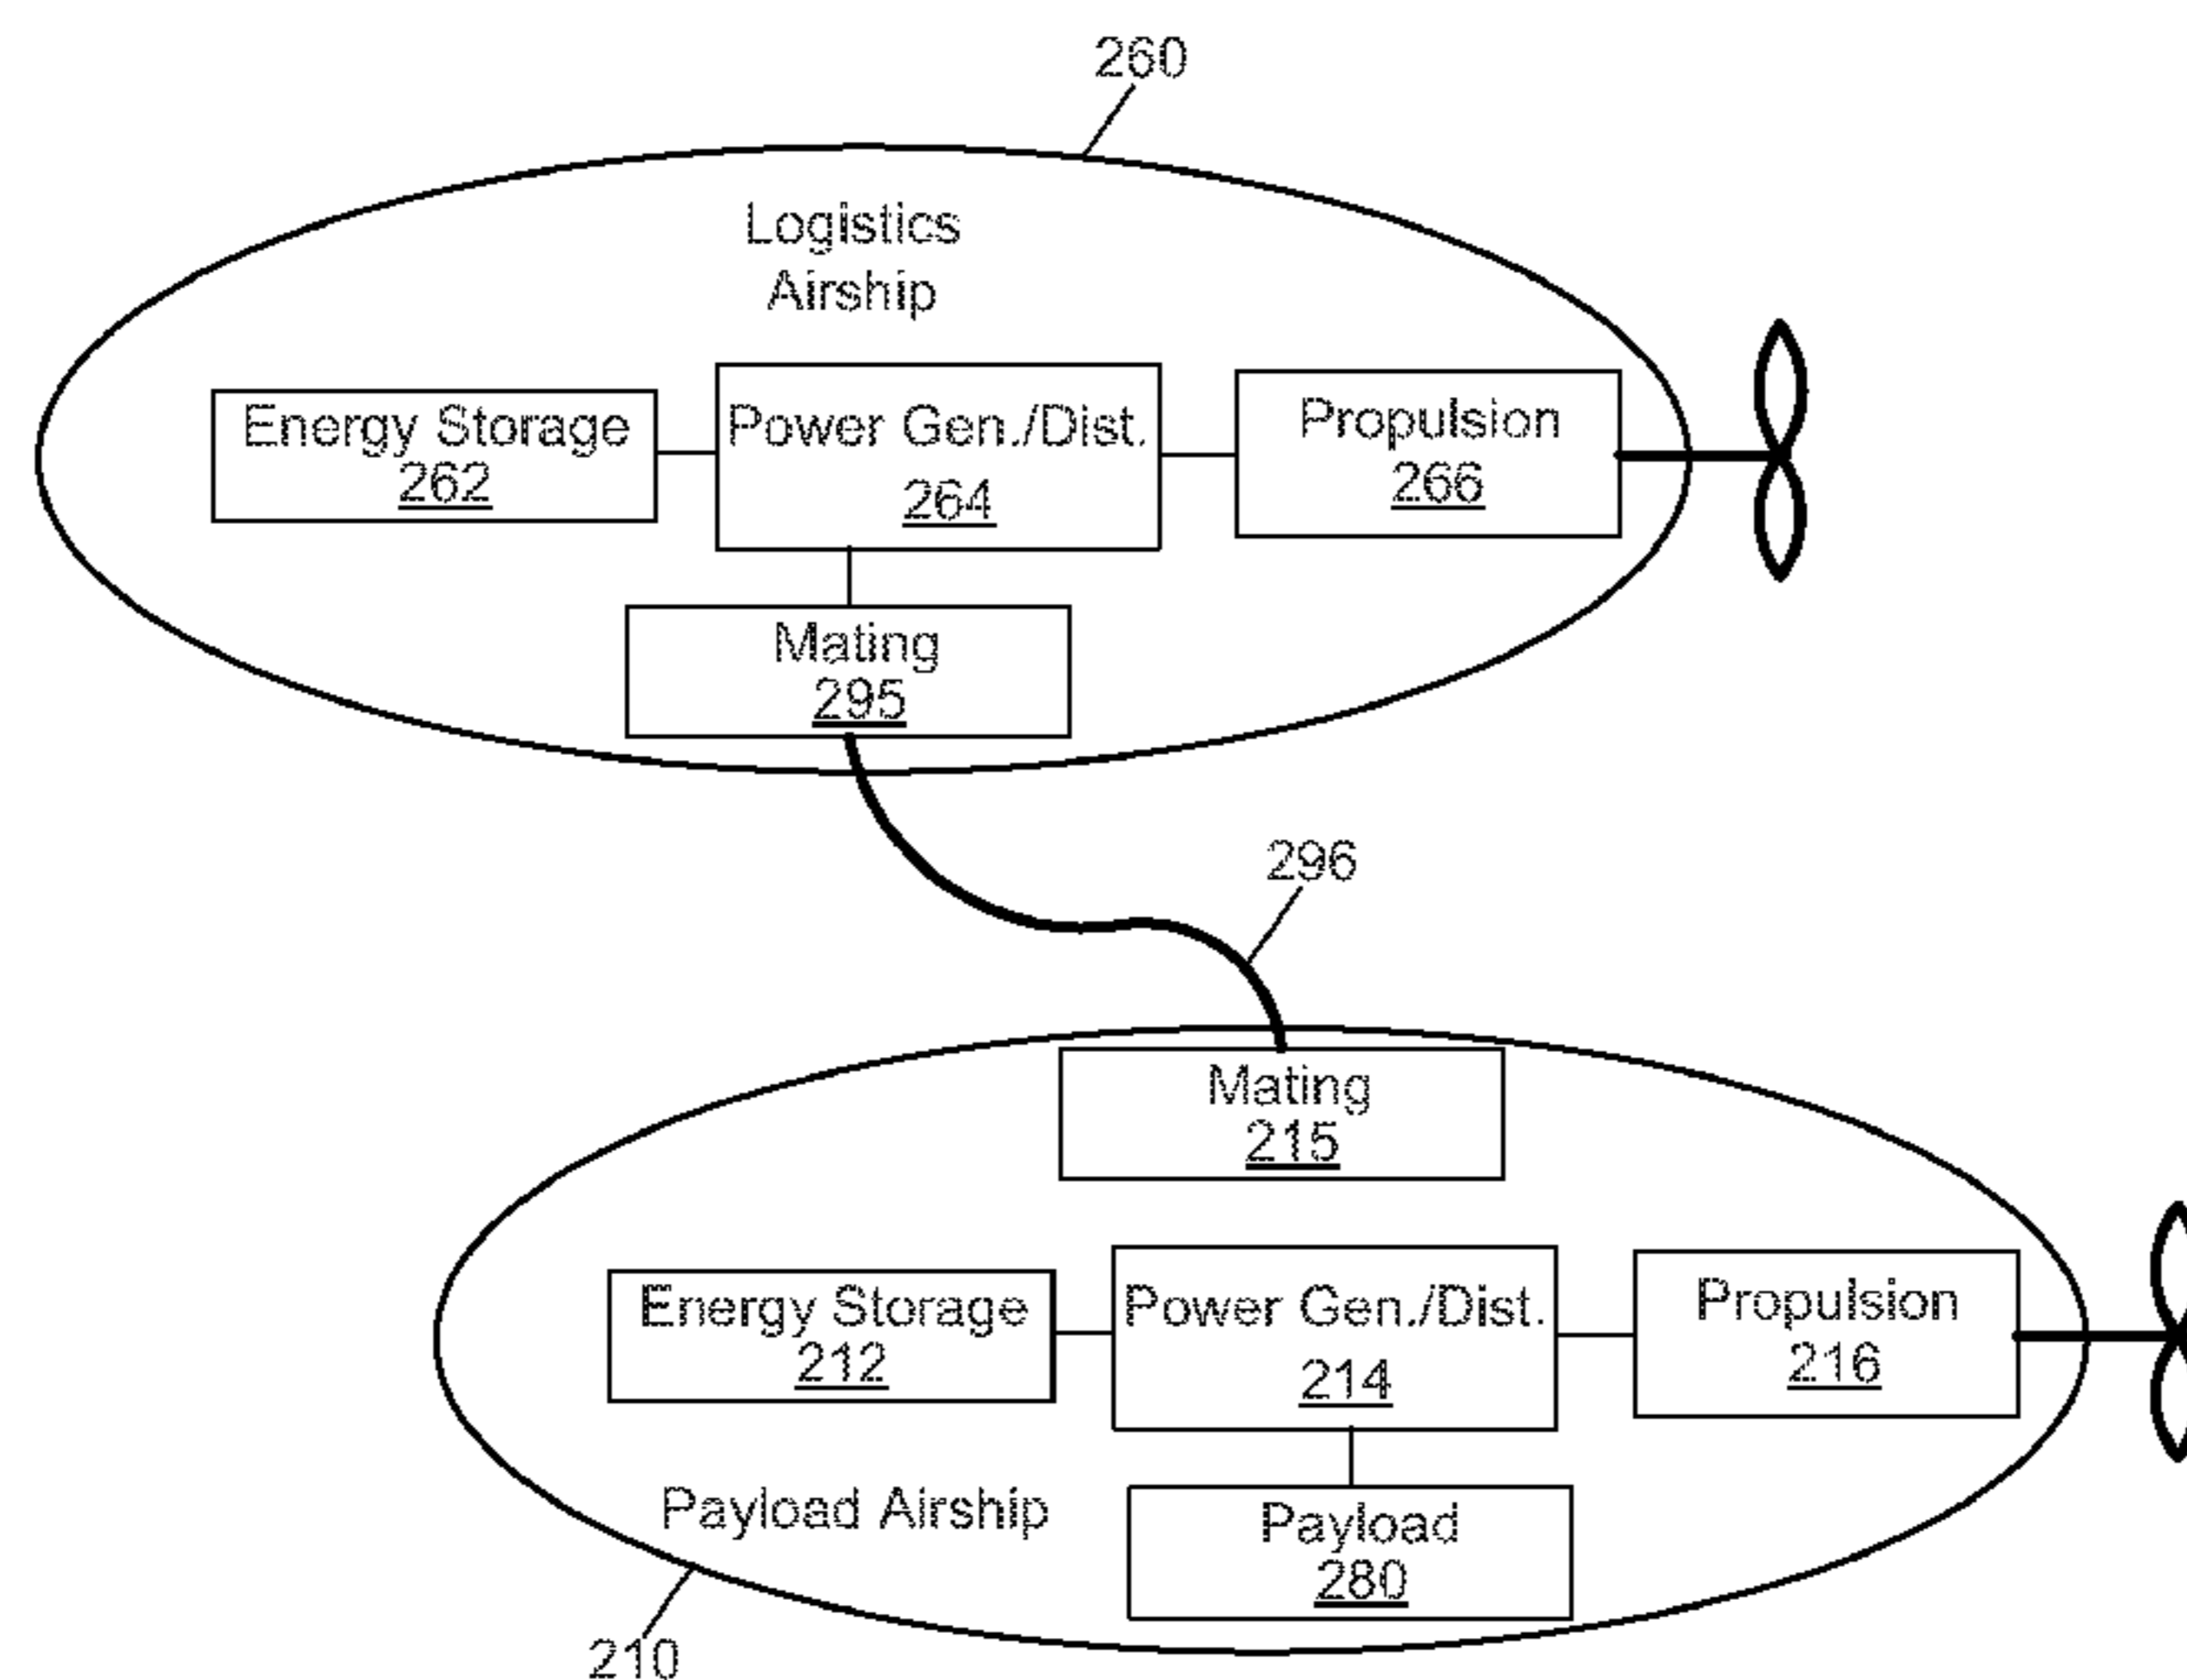 260
Logistics
Airship
Energy Storage
262
Power Gen./Dist.
264
Propulsion
266
Mating
295
296
Mating
215
Energy Storage
212
Power Gen./Dist.
214
Propulsion
216
Payload Airship
Payload
280
210